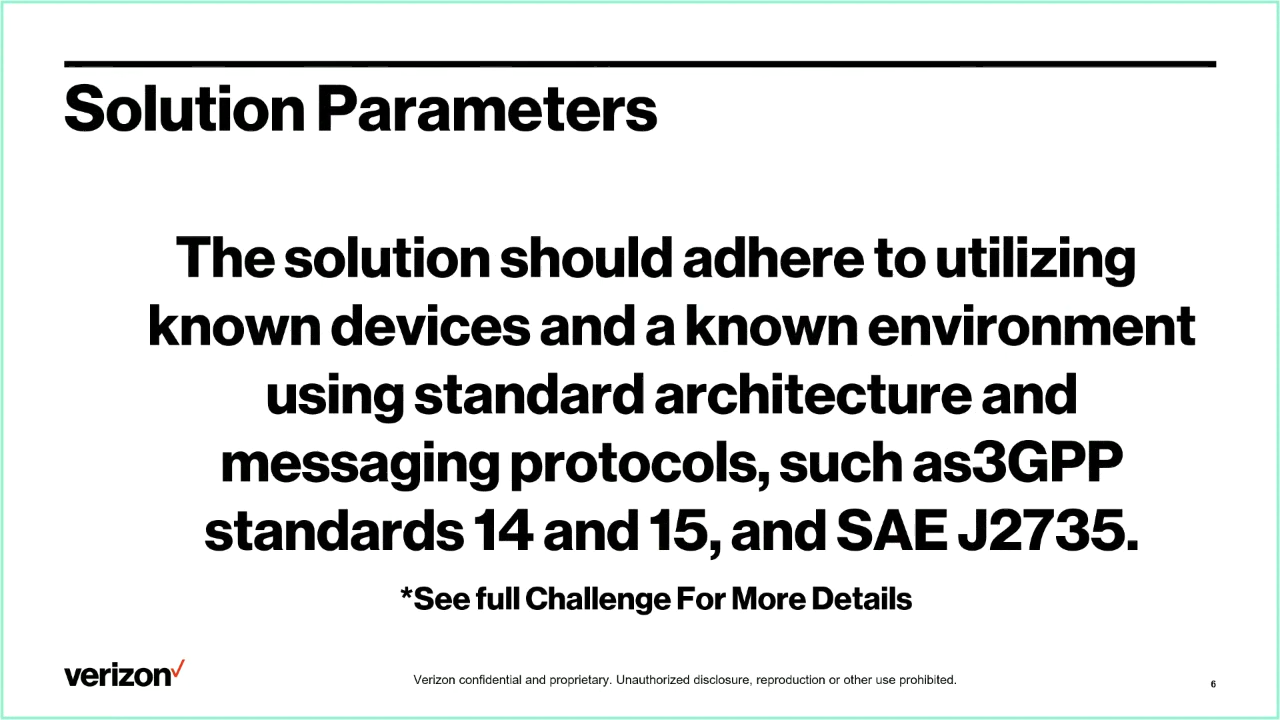 Solution Parameters
The solution should adhere to utilizing
known devices and a known environment
using standard architecture and
messaging protocols, such as3GPP
standards 14 and 15, and SAE J2735.
*See full Challenge For More Details
verizon
Verizon confidential and proprietary. Unauthorized disclosure, reproduction or other use prohibited.
6